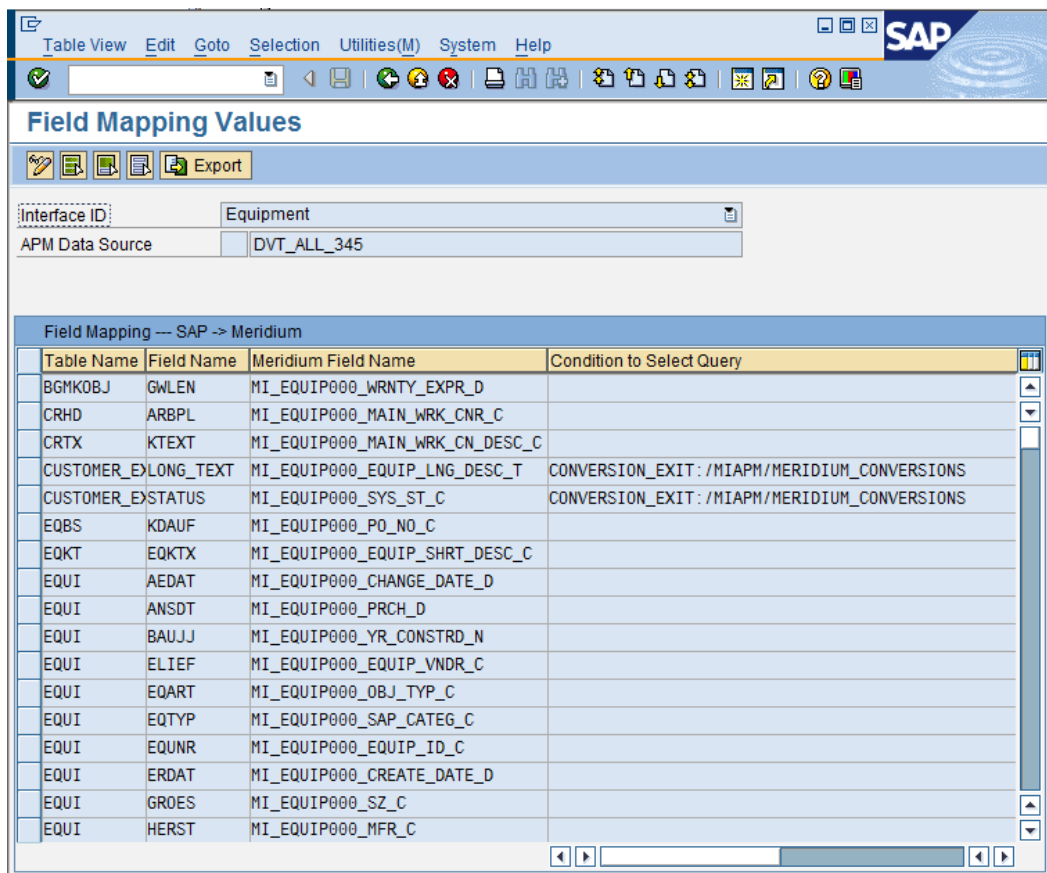 Table View Edit Goto Selection Utilities(M) System Help
SAP
Field Mapping Values
Export
Interface ID: Equipment
APM Data Source DVT_ALL_345
Field Mapping --- SAP -> Meridium
Table Name Field Name Meridium Field Name Condition to Select Query
BGMKOBJ GWLEN MI_EQUIP000_WRNTY_EXPR_D
CRHD ARBPL MI_EQUIP000_MAIN_WRK_CNR_C
CRTX KTEXT MI_EQUIP000_MAIN_WRK_CN_DESC_C
CUSTOMER_EX LONG_TEXT MI_EQUIP000_EQUIP_LNG_DESC_T CONVERSION_EXIT:/MIAPM/MERIDIUM_CONVERSIONS
CUSTOMER_EX STATUS MI_EQUIP000_SYS_ST_C CONVERSION_EXIT:/MIAPM/MERIDIUM_CONVERSIONS
EQBS KDAUF MI_EQUIP000_PO_NO_C
EQKT EQKTX MI_EQUIP000_EQUIP_SHRT_DESC_C
EQUI AEDAT MI_EQUIP000_CHANGE_DATE_D
EQUI ANSDT MI_EQUIP000_PRCH_D
EQUI BAUJJ MI_EQUIP000_YR_CONSTRD_N
EQUI ELIEF MI_EQUIP000_EQUIP_VNDR_C
EQUI EQART MI_EQUIP000_OBJ_TYP_C
EQUI EQTYP MI_EQUIP000_SAP_CATEG_C
EQUI EQUNR MI_EQUIP000_EQUIP_ID_C
EQUI ERDAT MI_EQUIP000_CREATE_DATE_D
EQUI GROES MI_EQUIP000_SZ_C
EQUI HERST MI_EQUIP000_MFR_C